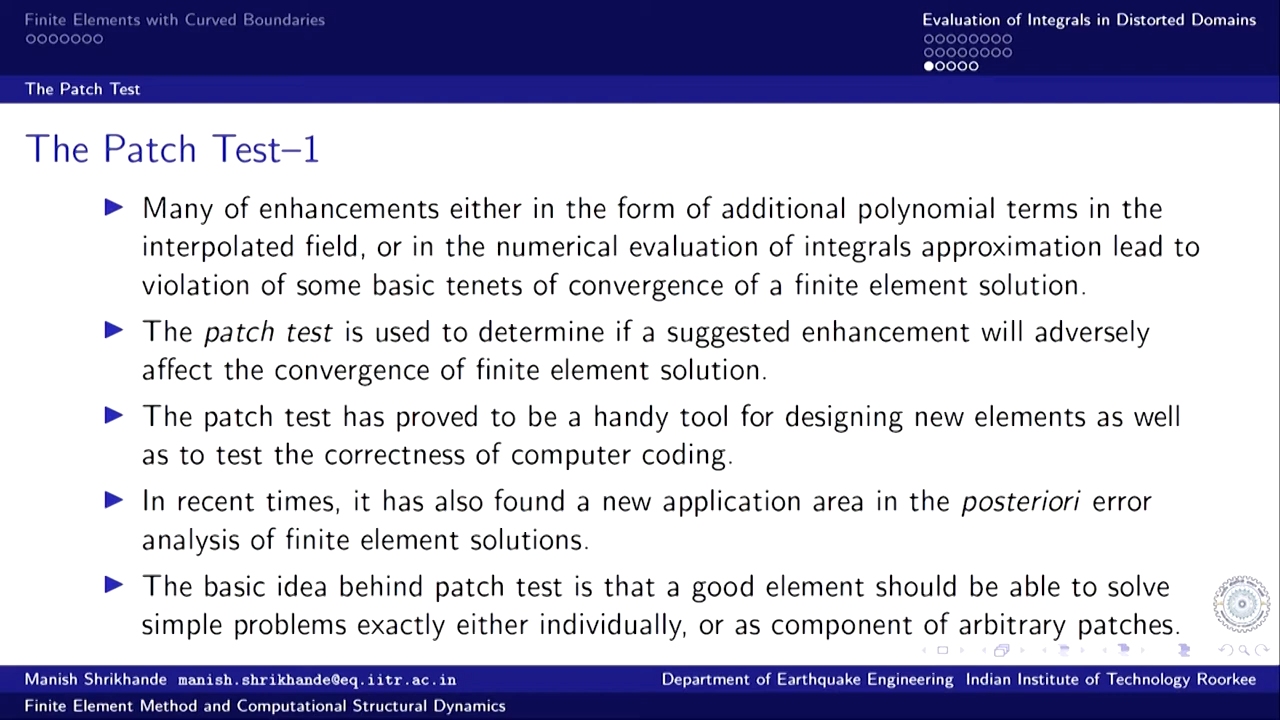 Finite Elements with Curved Boundaries
Evaluation of Integrals in Distorted Domains
The Patch Test
The Patch Test–1
Many of enhancements either in the form of additional polynomial terms in the
interpolated field, or in the numerical evaluation of integrals approximation lead to
violation of some basic tenets of convergence of a finite element solution.
The patch test is used to determine if a suggested enhancement will adversely
affect the convergence of finite element solution.
The patch test has proved to be a handy tool for designing new elements as well
as to test the correctness of computer coding.
In recent times, it has also found a new application area in the posteriori error
analysis of finite element solutions.
The basic idea behind patch test is that a good element should be able to solve
simple problems exactly either individually, or as component of arbitrary patches.
Manish Shrikhande manish.shrikhande@eq.iitr.ac.in
Department of Earthquake Engineering Indian Institute of Technology Roorkee
Finite Element Method and Computational Structural Dynamics